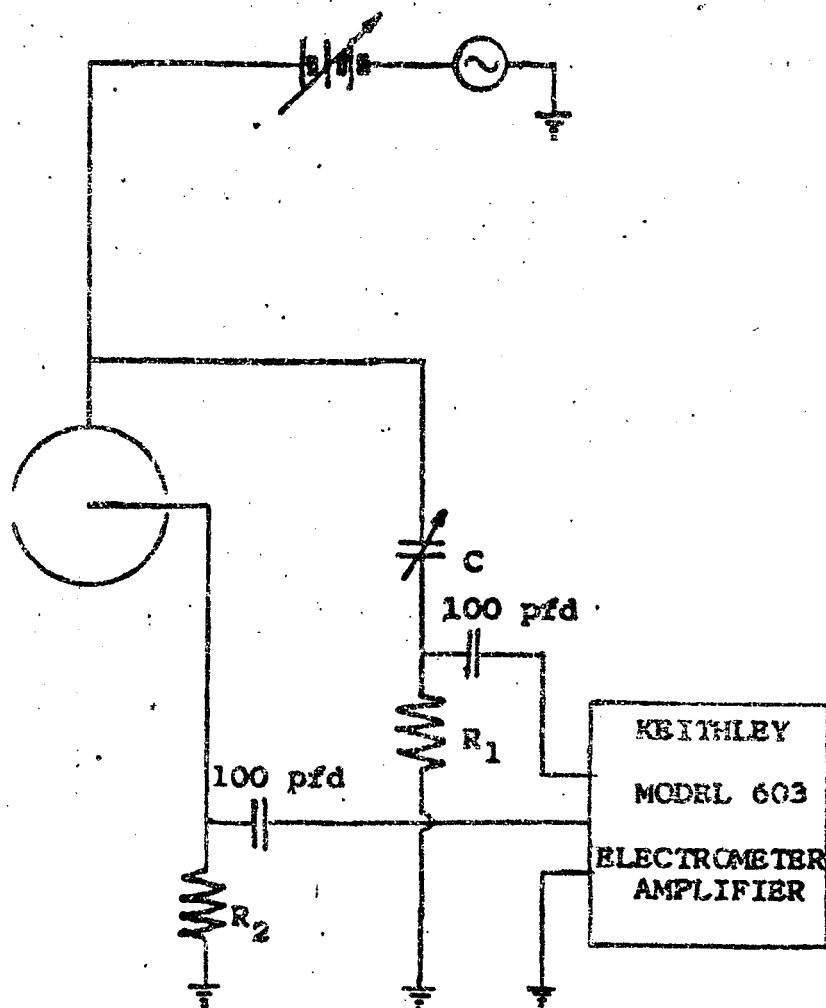 C
100 pfd
R1
KEITHLEY
MODEL 603
ELECTROMETER
AMPLIFIER
100 pfd
R2